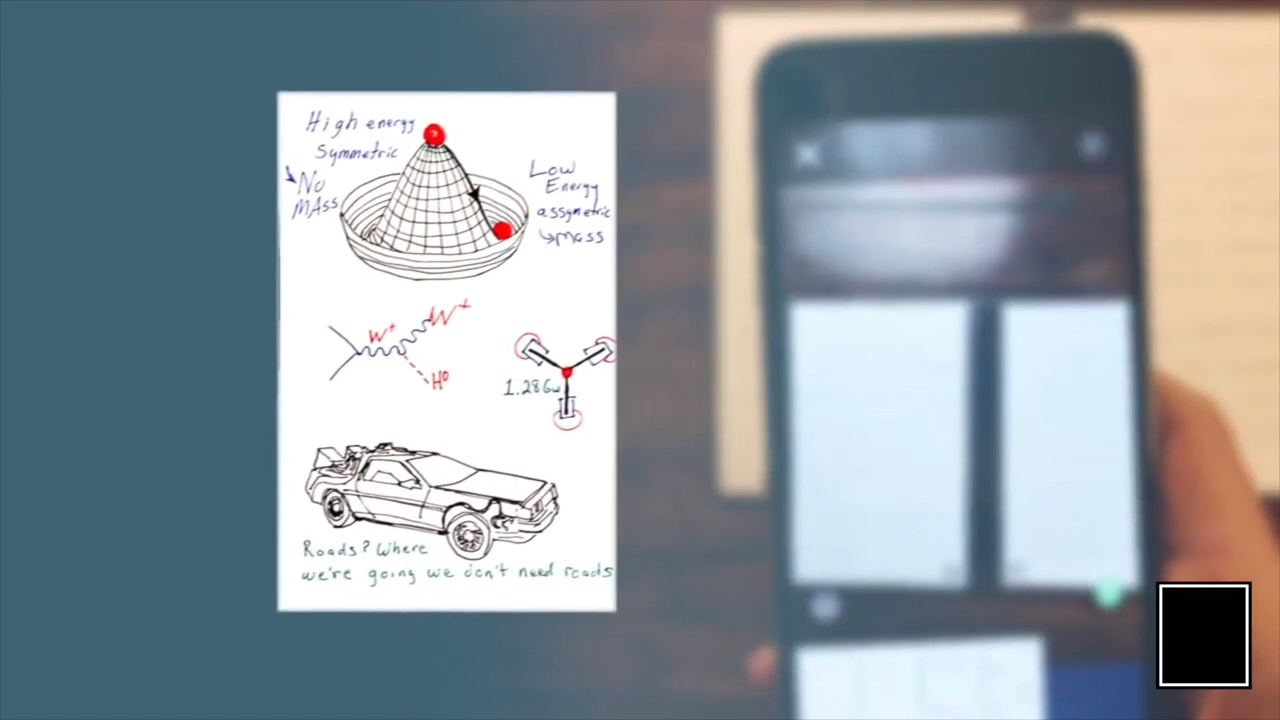 High energy
Symmetric
No
MASS
Low
Energy
assymetric
mass
W+
W+
H0
1.28Gw
Roads? Where
we're going we don't need roads